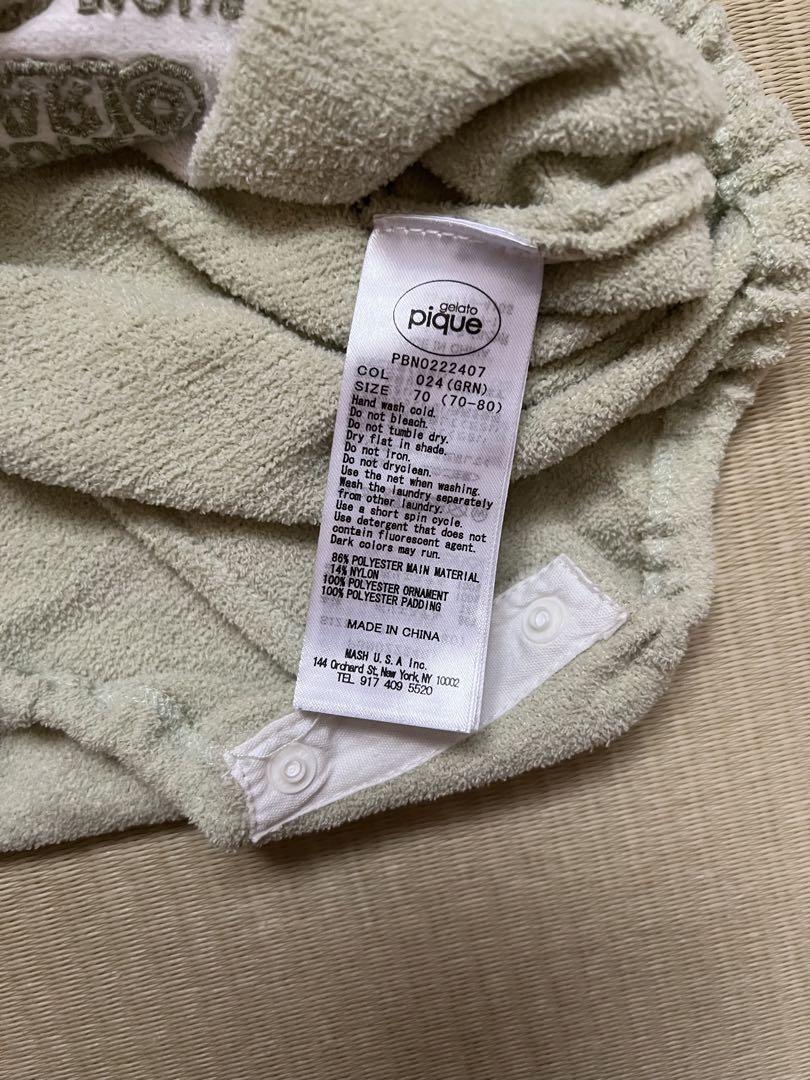 ARIO
gelato
pique
PBN0222407
COL 024(GRN)
SIZE 70 (70-80)
Hand wash cold.
Do not bleach.
Do not tumble dry.
Dry flat in shade.
Do not iron.
Do not dryclean.
Use the net when washing.
Wash the laundry separately
from other laundry.
Use a short spin cycle.
Use detergent that does not
contain fluorescent agent.
Dark colors may run.
86% POLYESTER MAIN MATERIAL
14% NYLON
100% POLYESTER ORNAMENT
100% POLYESTER PADDING
MADE IN CHINA
MASH U.S.A Inc.
144 Orchard St, New York, NY 10002
TEL 917 409 5520